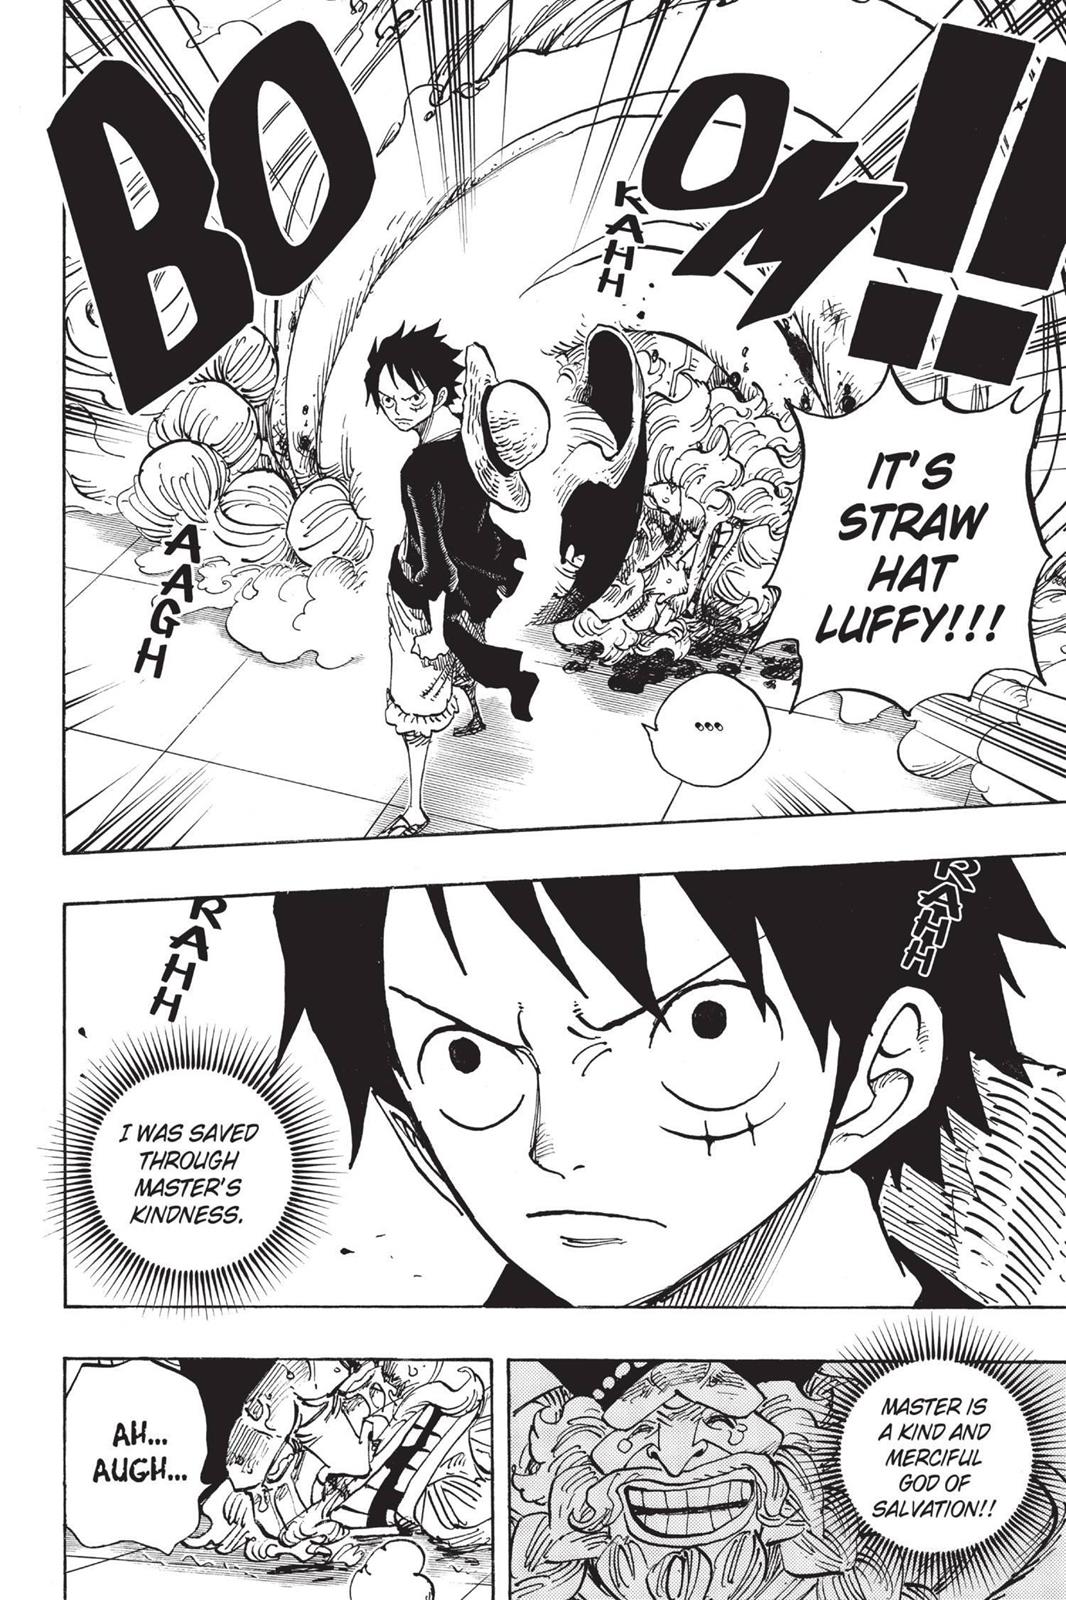 BOOM!!
KAHH
AAGH
IT'S
STRAW
HAT
LUFFY!!!
...
RAHH
RAHH
I WAS SAVED
THROUGH
MASTER'S
KINDNESS.
MASTER IS
A KIND AND
MERCIFUL
GOD OF
SALVATION!!
AH...
AUGH...